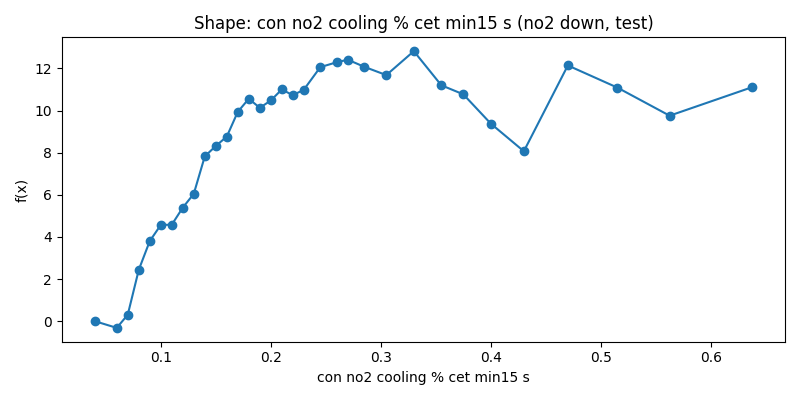 Shape: con no2 cooling % cet min15 s (no2 down, test)
12
10
8
6
4
2
0
f(x)
0.1 0.2 0.3 0.4 0.5 0.6
con no2 cooling % cet min15 s